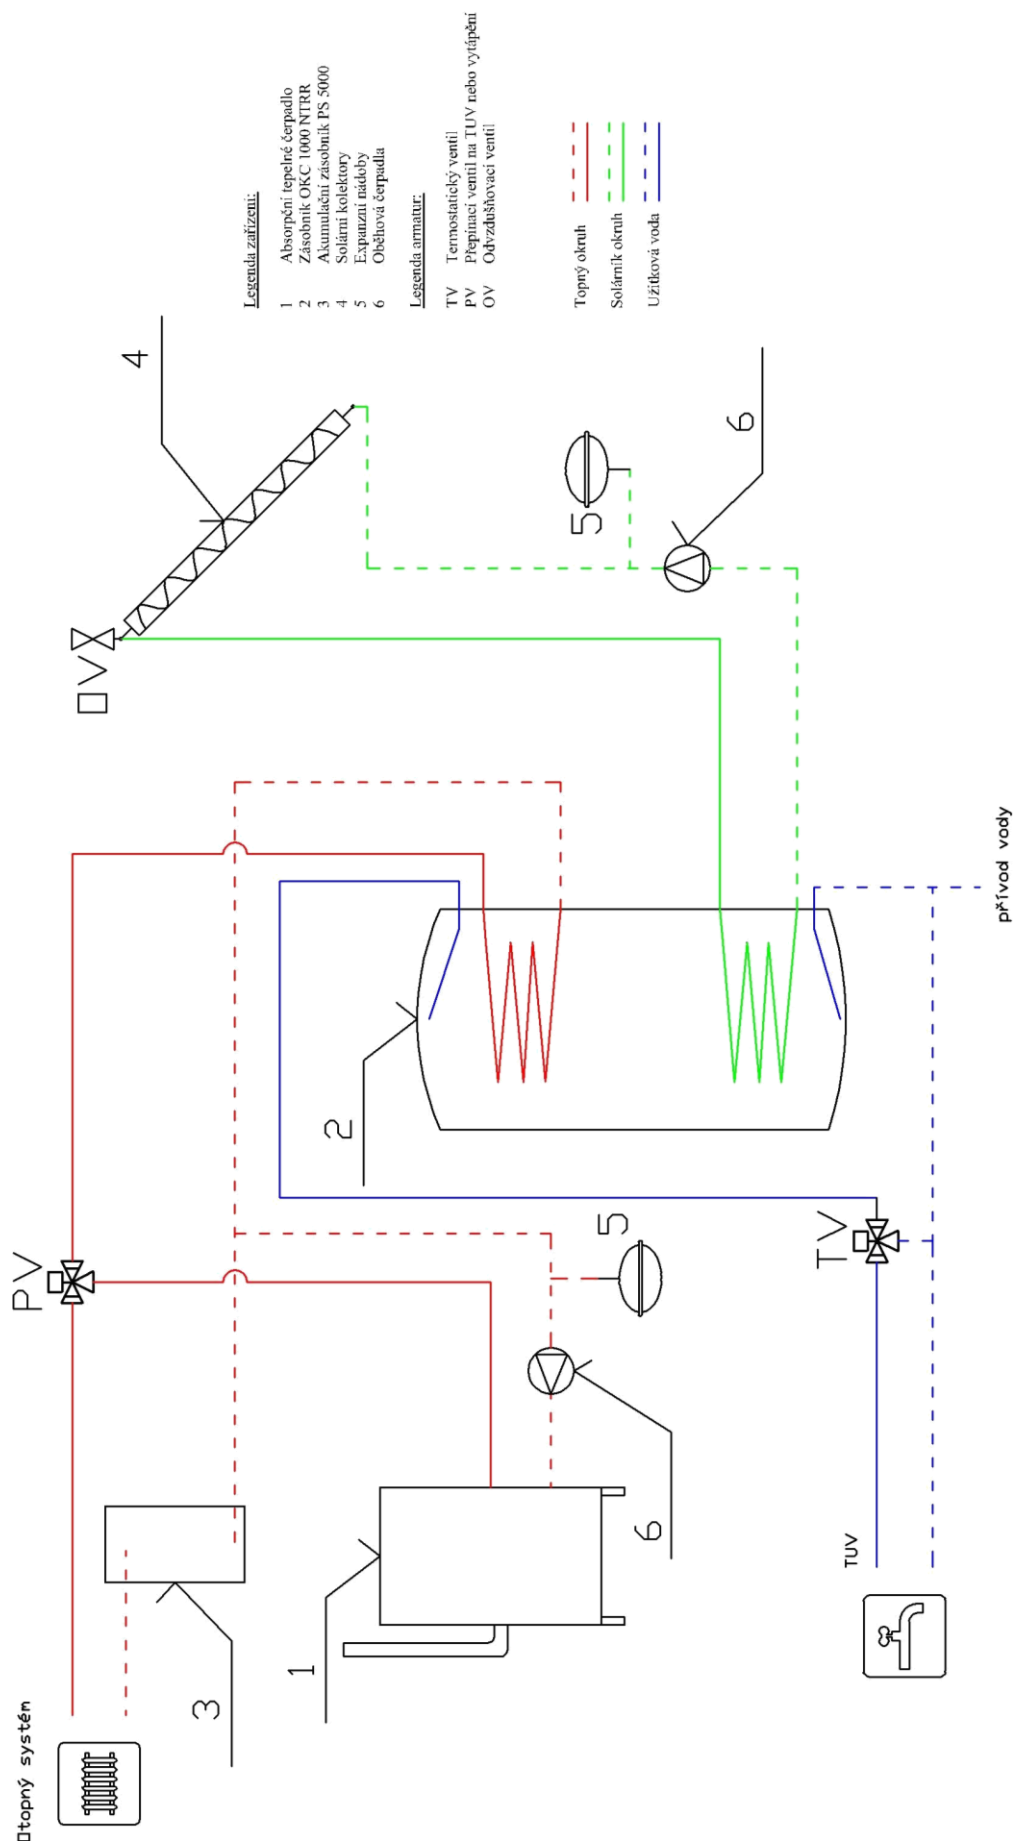 Legenda zařízení:
1 Absorpční tepelné čerpadlo
2 Zásobník OKC 1000 NTRR
3 Akumulační zásobník PS 5000
4 Solární kolektory
5 Expanzní nádoby
6 Oběhová čerpadla
Legenda armatur:
TV Termostatický ventil
PV Přepínací ventil na TUV nebo vytápění
OV Odvzdušňovací ventil
Topný okruh
Solárník okruh
Užitková voda
4
OV
5
6
PV
2
5
TV
přívod vody
3
1
6
TUV
▯topný systém